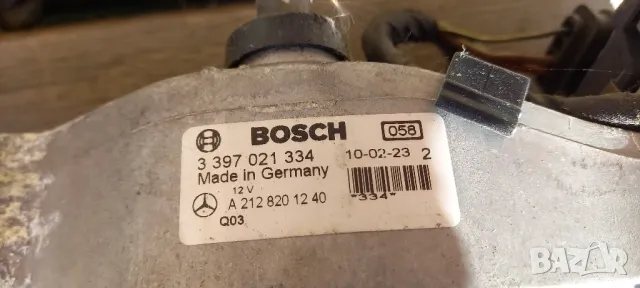 BOSCH 058
3 397 021 334 10-02-23 2
Made in Germany
12 V
A 212 820 12 40 *334*
Q03
BAZAR